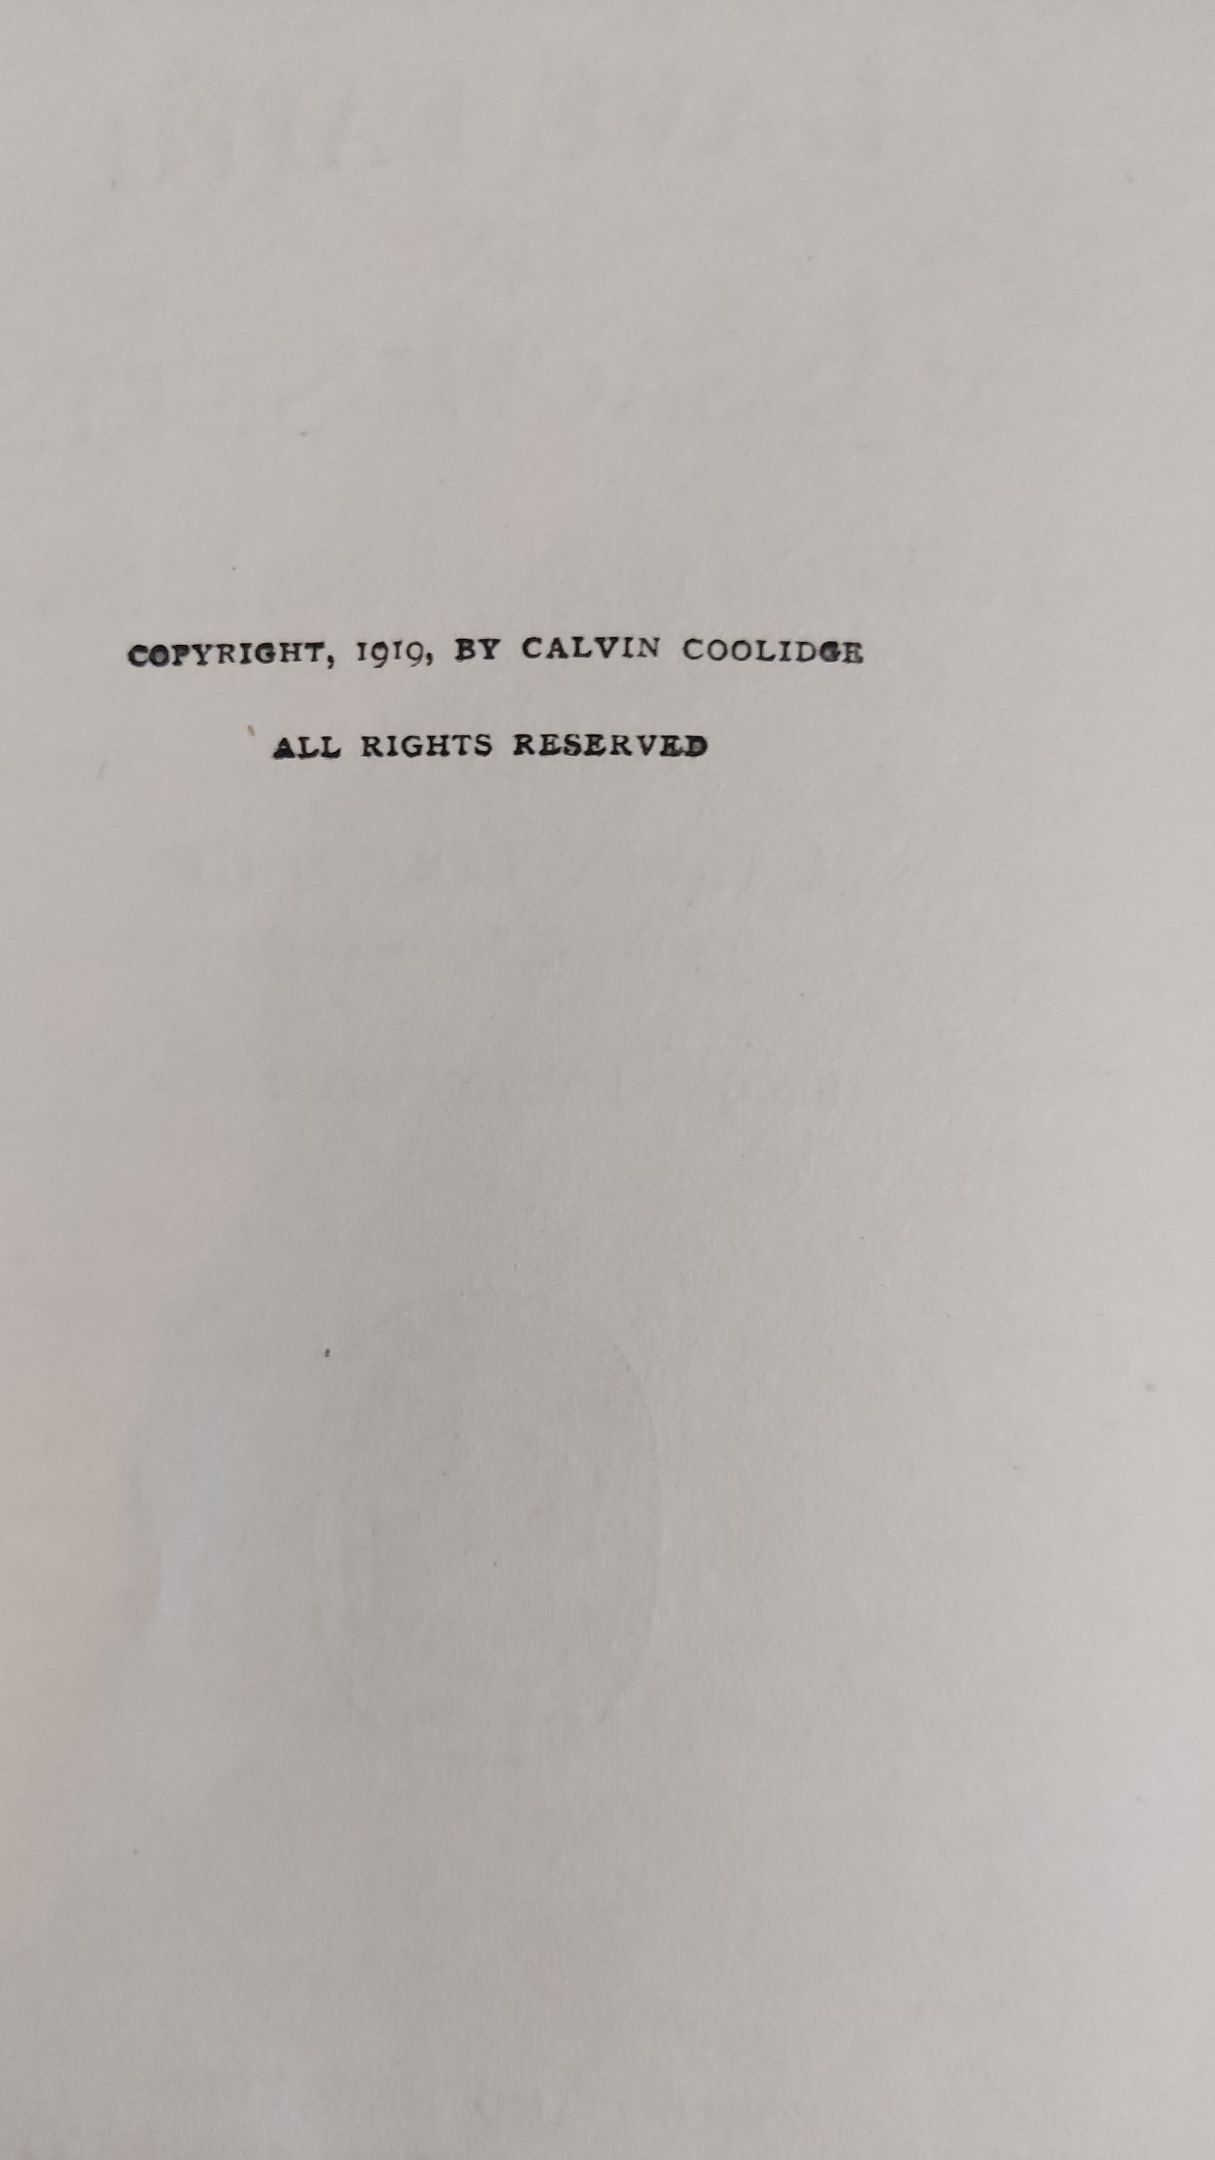 COPYRIGHT, 1919, BY CALVIN COOLIDGE
ALL RIGHTS RESERVED